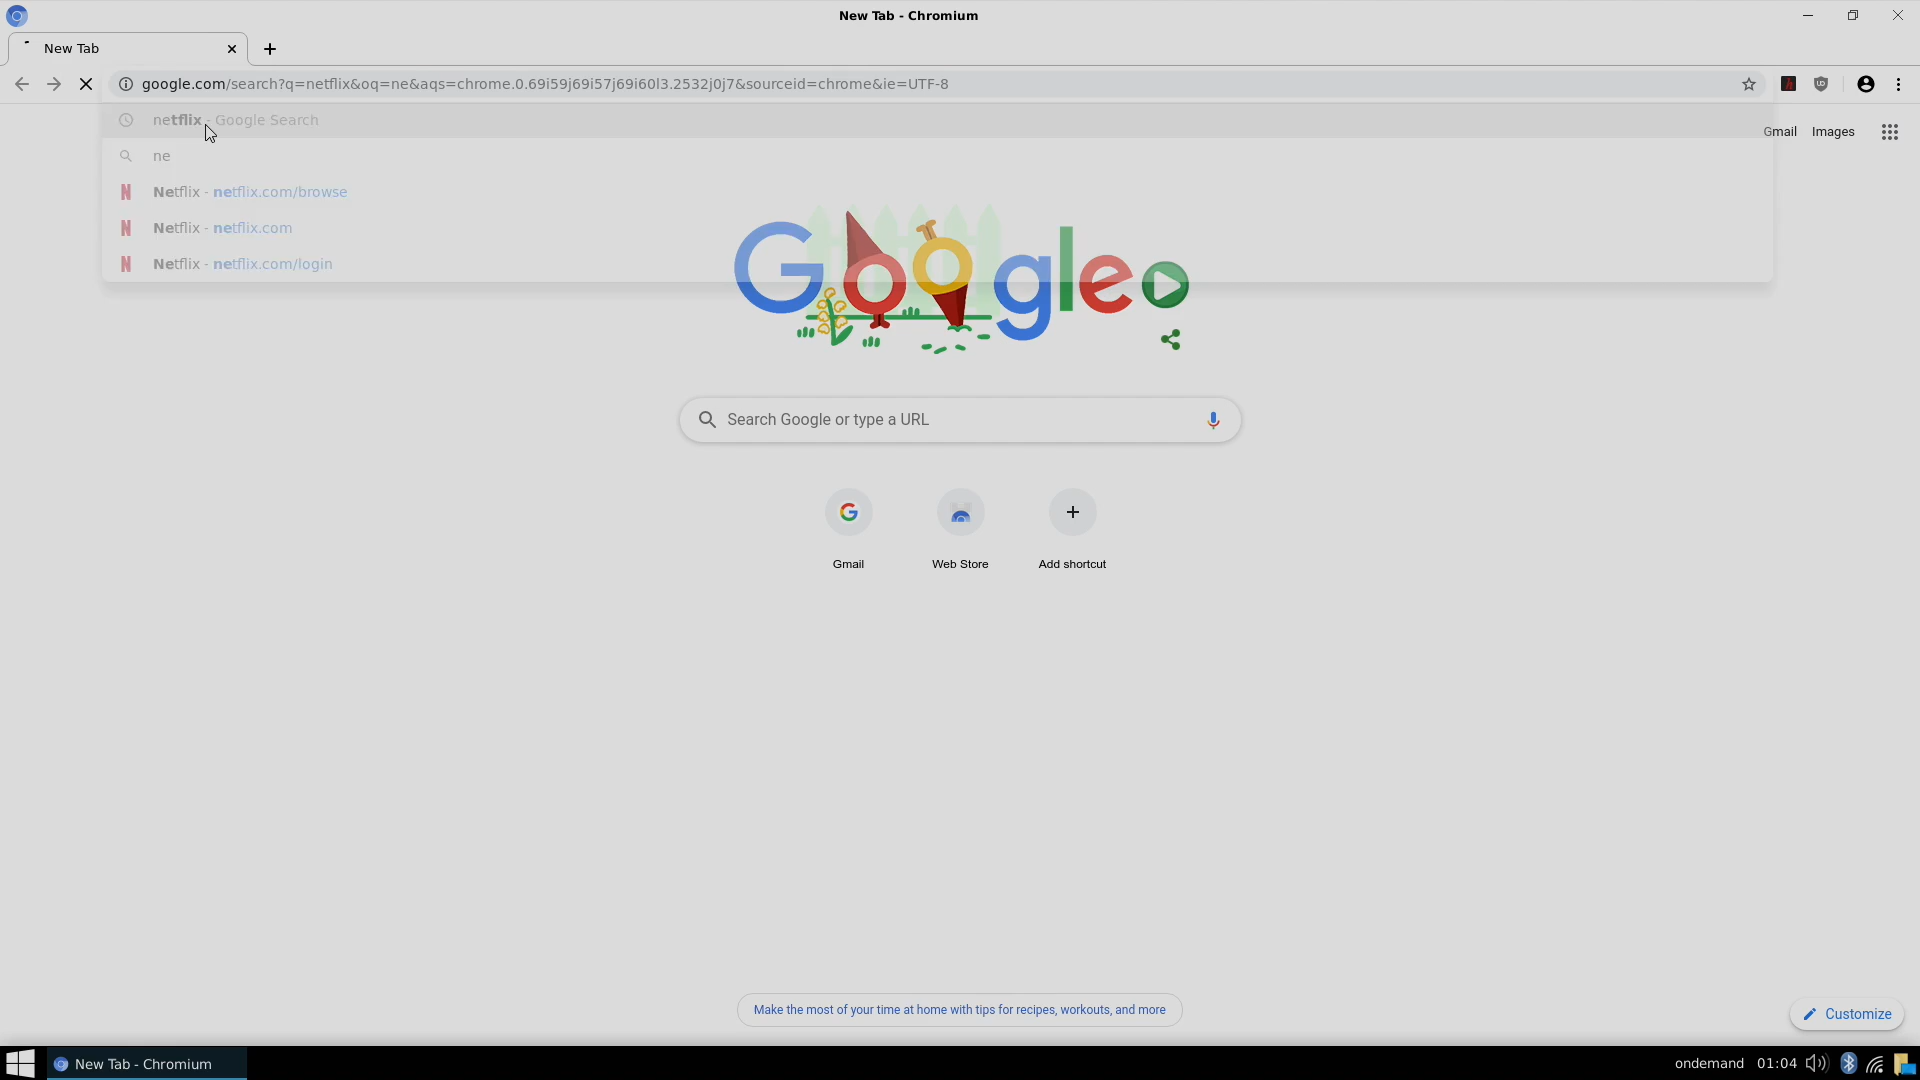 New Tab - Chromium
New Tab
google.com/search?q=netflix&oq=ne&aqs=chrome.0.69i59j69i57j69i60l3.2532j0j7&sourceid=chrome&ie=UTF-8
netflix - Google Search
Gmail Images
ne
Netflix - netflix.com/browse
Netflix - netflix.com
Netflix - netflix.com/login
Google
Search Google or type a URL
Gmail Web Store Add shortcut
Make the most of your time at home with tips for recipes, workouts, and more
Customize
New Tab - Chromium ondemand 01:04